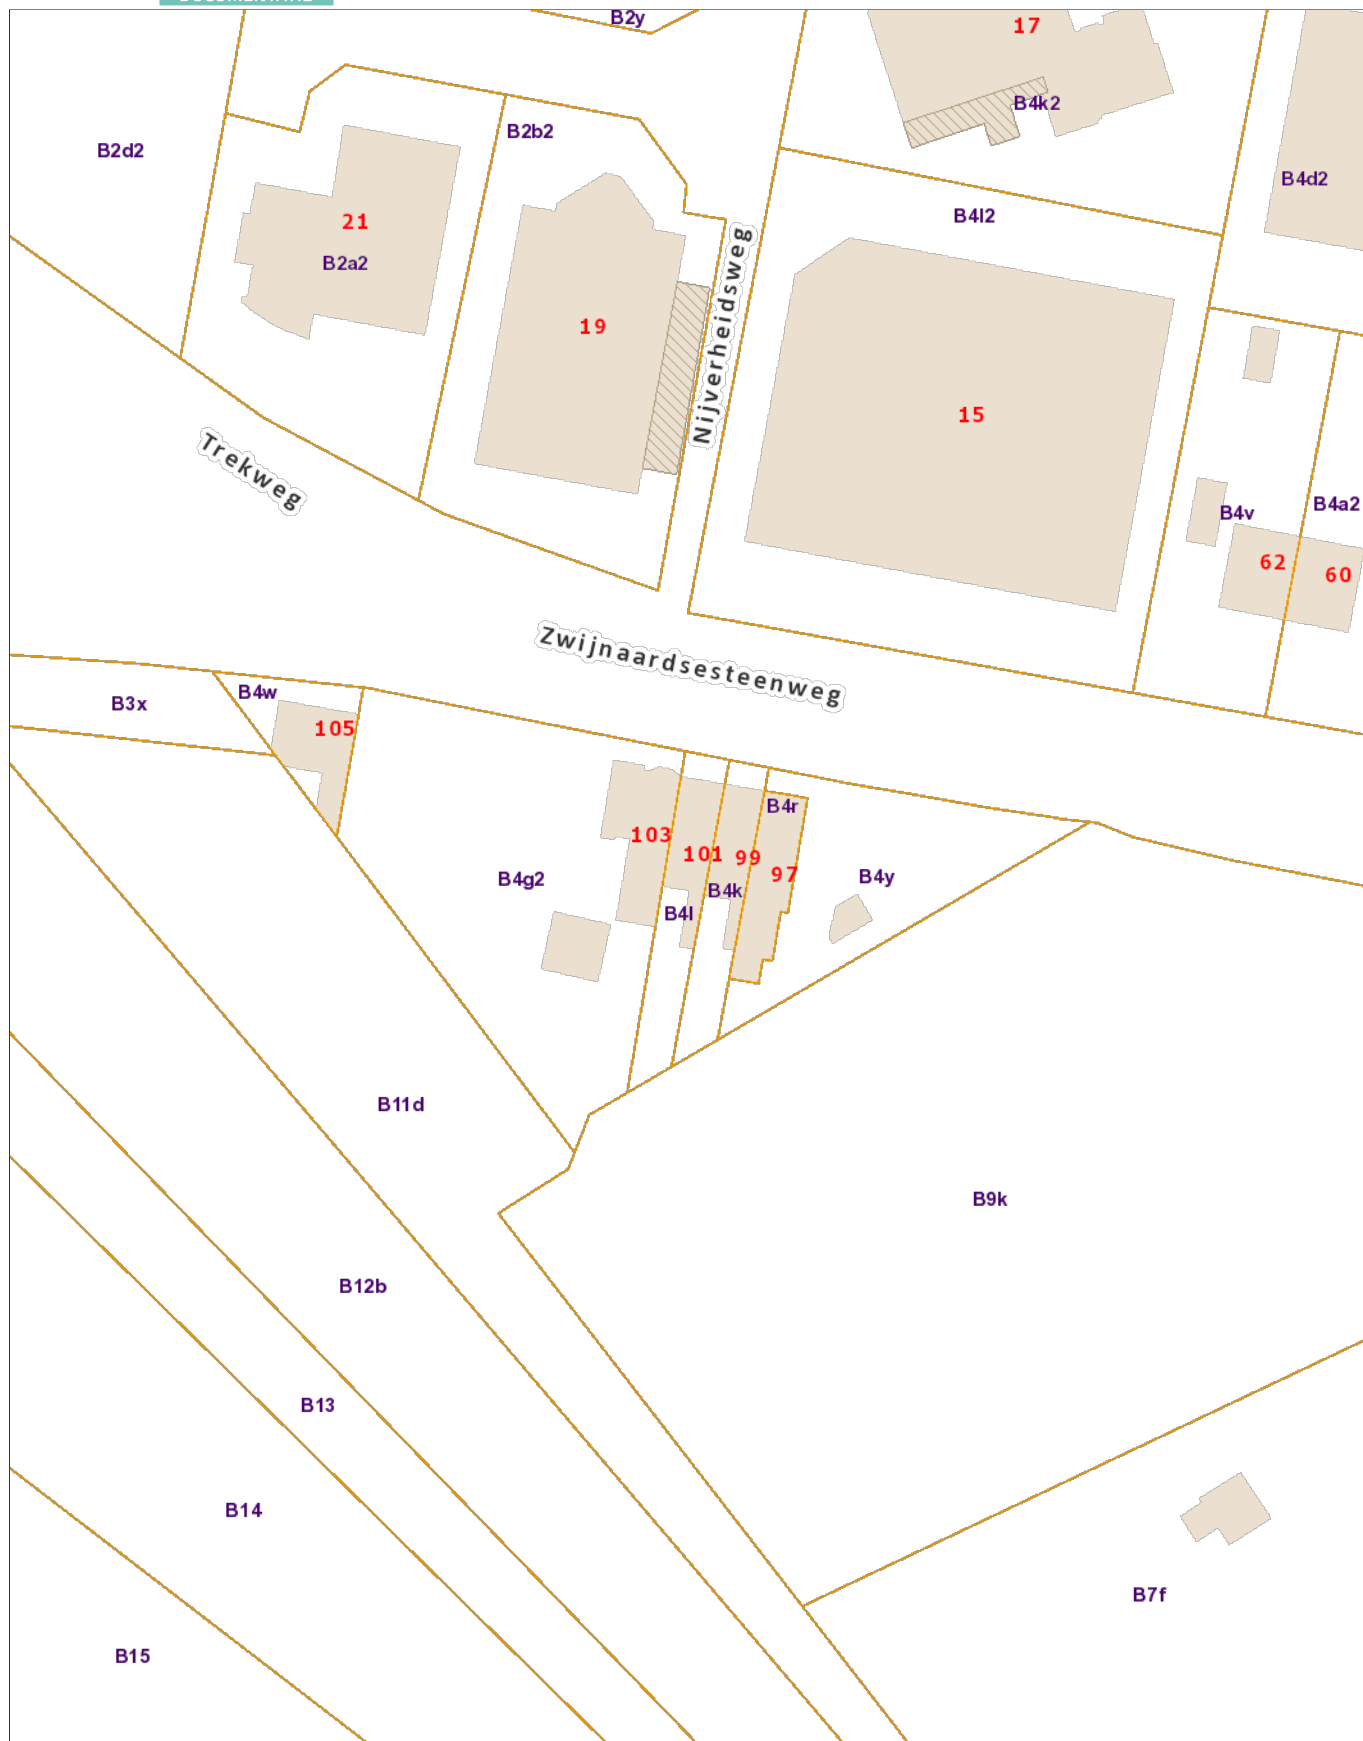 B2y
17
B4k2
B2b2
B2d2
B4d2
B4l2
21
B2a2
19
Nijverheidsweg
15
Trekweg
B4a2
B4v
62
60
Zwijnaardsesteenweg
B4w
B3x
105
B4r
103
101
99
97
B4g2
B4k
B4y
B4l
B11d
B9k
B12b
B13
B14
B7f
B15